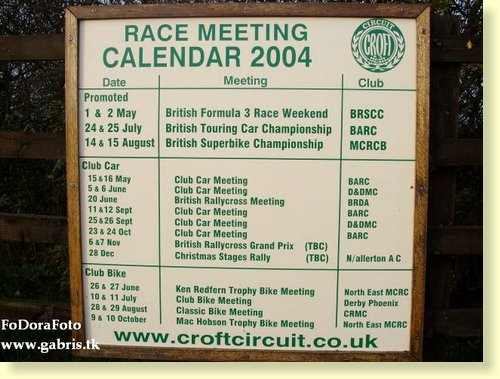 RACE MEETING
CALENDAR 2004
CIRCUIT
CROFT
Date Meeting Club
Promoted
1 & 2 May British Formula 3 Race Weekend BRSCC
24 & 25 July British Touring Car Championship BARC
14 & 15 August British Superbike Championship MCRCB
Club Car
15 & 16 May Club Car Meeting BARC
5 & 6 June Club Car Meeting D&DMC
20 June British Rallycross Meeting BRDA
11 & 12 Sept Club Car Meeting BARC
25 & 26 Sept Club Car Meeting D&DMC
23 & 24 Oct Club Car Meeting BARC
6 & 7 Nov British Rallycross Grand Prix (TBC)
28 Dec Christmas Stages Rally (TBC) N/allerton A C
Club Bike
26 & 27 June Ken Redfern Trophy Bike Meeting North East MCRC
10 & 11 July Club Bike Meeting Derby Phoenix
28 & 29 August Classic Bike Meeting CRMC
9 & 10 October Mac Hobson Trophy Bike Meeting North East MCRC
www.croftcircuit.co.uk
FoDoraFoto
www.gabris.tk